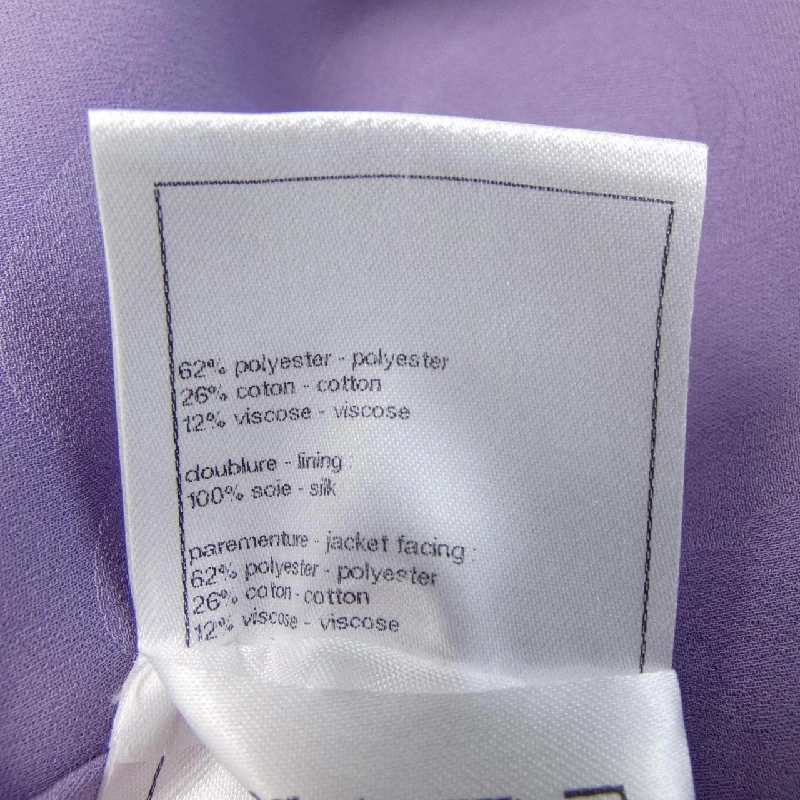 62% polyester - polyester
26% coton - cotton
12% viscose - viscose
doublure - lining :
100% soie - silk
parementure - jacket facing :
62% polyester - polyester
26% coton - cotton
12% viscose - viscose